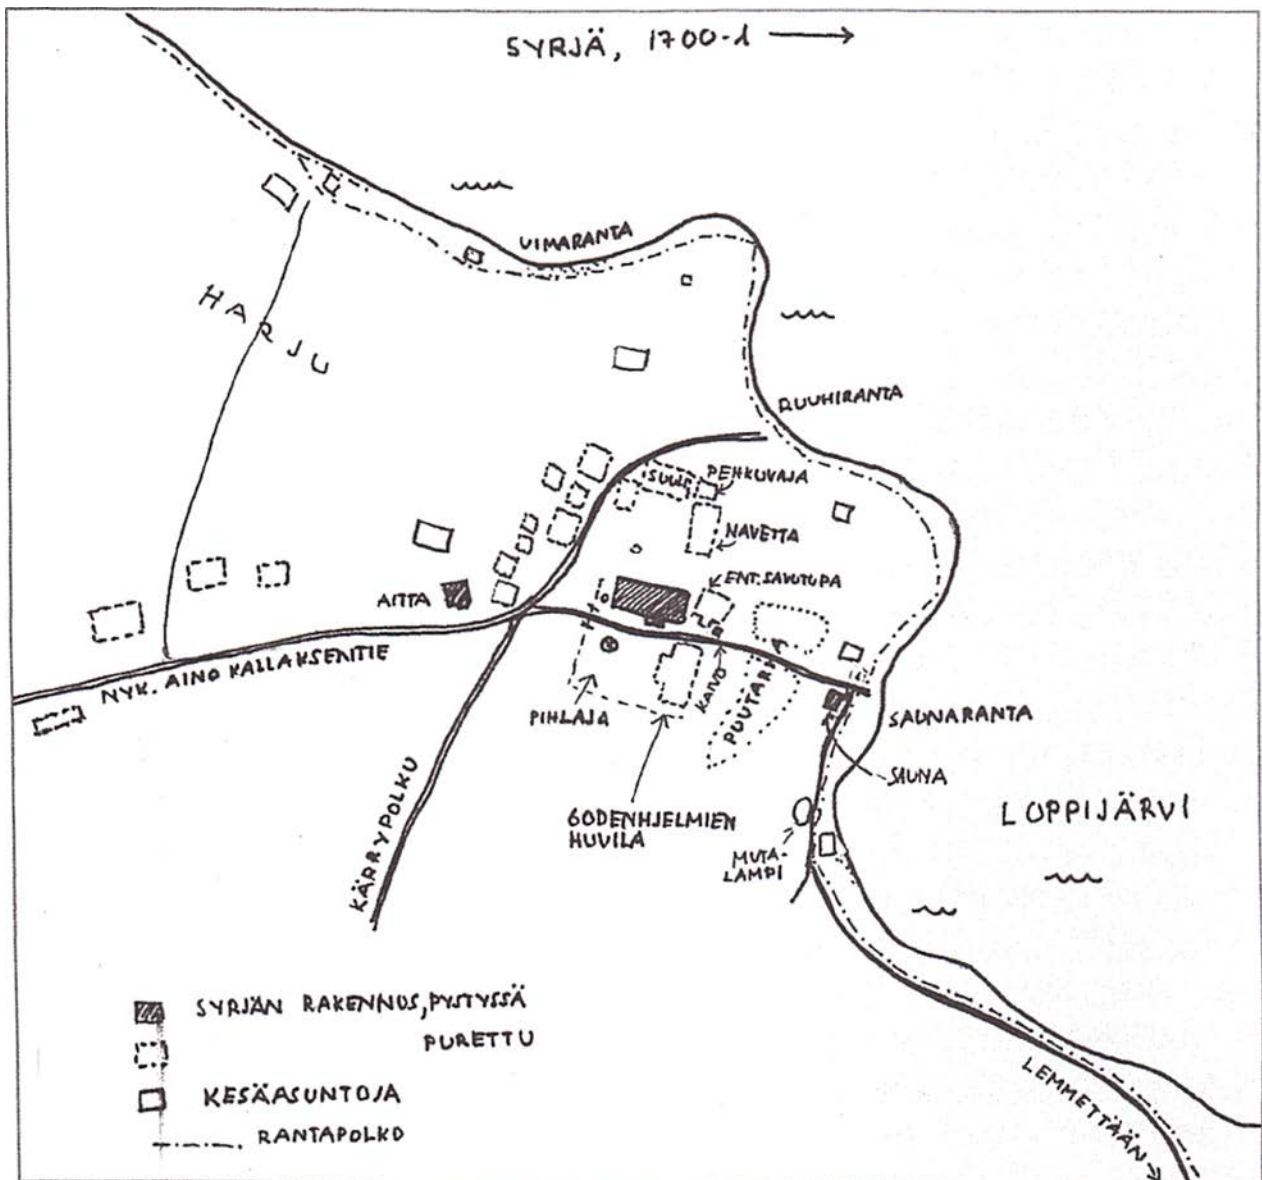 SYRJÄ, 1700-l
UIMARANTA
HARJU
RUUHIRANTA
SUULI
PEHKUVAJA
NAVETTA
ENT. SAVUTUPA
AITTA
NYK. AINO KALLAKSENTIE
KAIVO
PUUTARHA
PIHLAJA
SAUNARANTA
SAUNA
KÄRRYPOLKU
GODENHJELMIEN
HUVILA
LOPPIJÄRVI
MUTA-
LAMPI
SYRJÄN RAKENNUS, PYSTYSSÄ
PURETTU
KESÄASUNTOJA
RANTAPOLKU
LEMMETTÄÄN